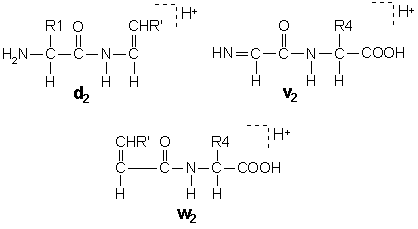 R1 O CHR' H+
H2N—C—C—N—C
H H H
d2
O R4 H+
HN=C—C—N—C—COOH
H H H
v2
CHR' O R4 H+
C—C—N—C—COOH
H H H
w2